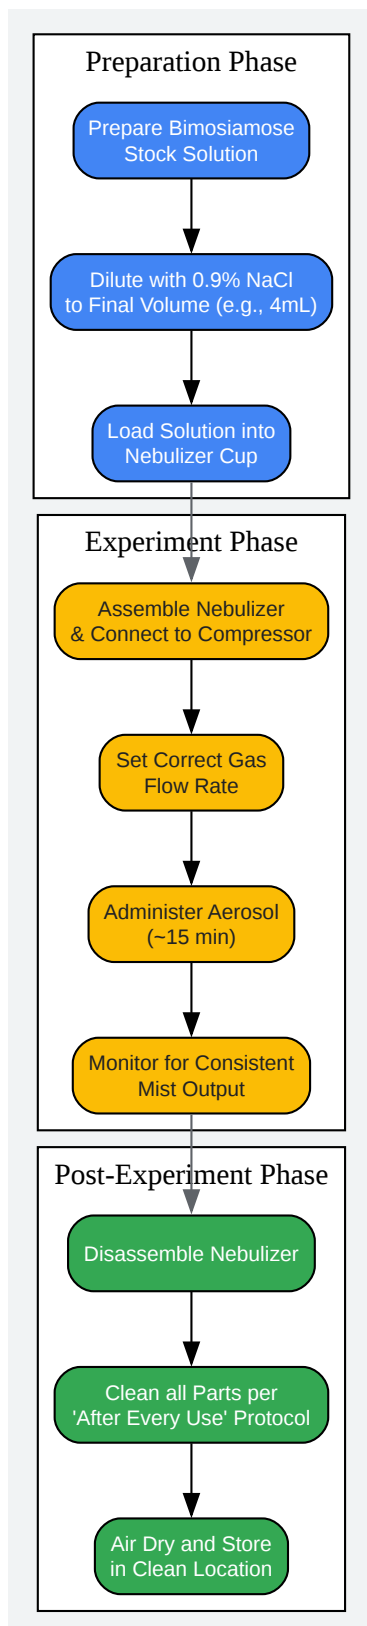 Preparation Phase
Prepare Bimosiamose
Stock Solution
Dilute with 0.9% NaCl
to Final Volume (e.g., 4mL)
Load Solution into
Nebulizer Cup
Experiment Phase
Assemble Nebulizer
& Connect to Compressor
Set Correct Gas
Flow Rate
Administer Aerosol
(~15 min)
Monitor for Consistent
Mist Output
Post-Experiment Phase
Disassemble Nebulizer
Clean all Parts per
'After Every Use' Protocol
Air Dry and Store
in Clean Location